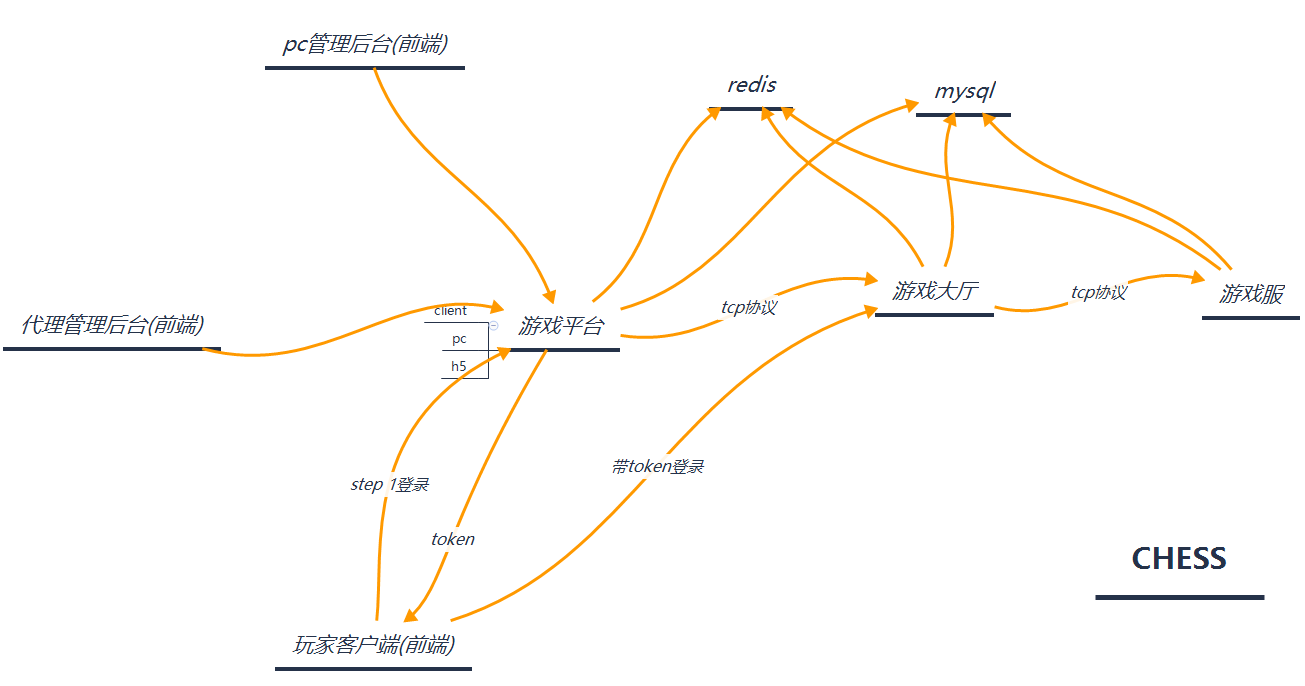 pc管理后台(前端)
redis
mysql
代理管理后台(前端)
client
pc
h5
游戏平台
tcp协议
游戏大厅
tcp协议
游戏服
step 1登录
带token登录
token
CHESS
玩家客户端(前端)